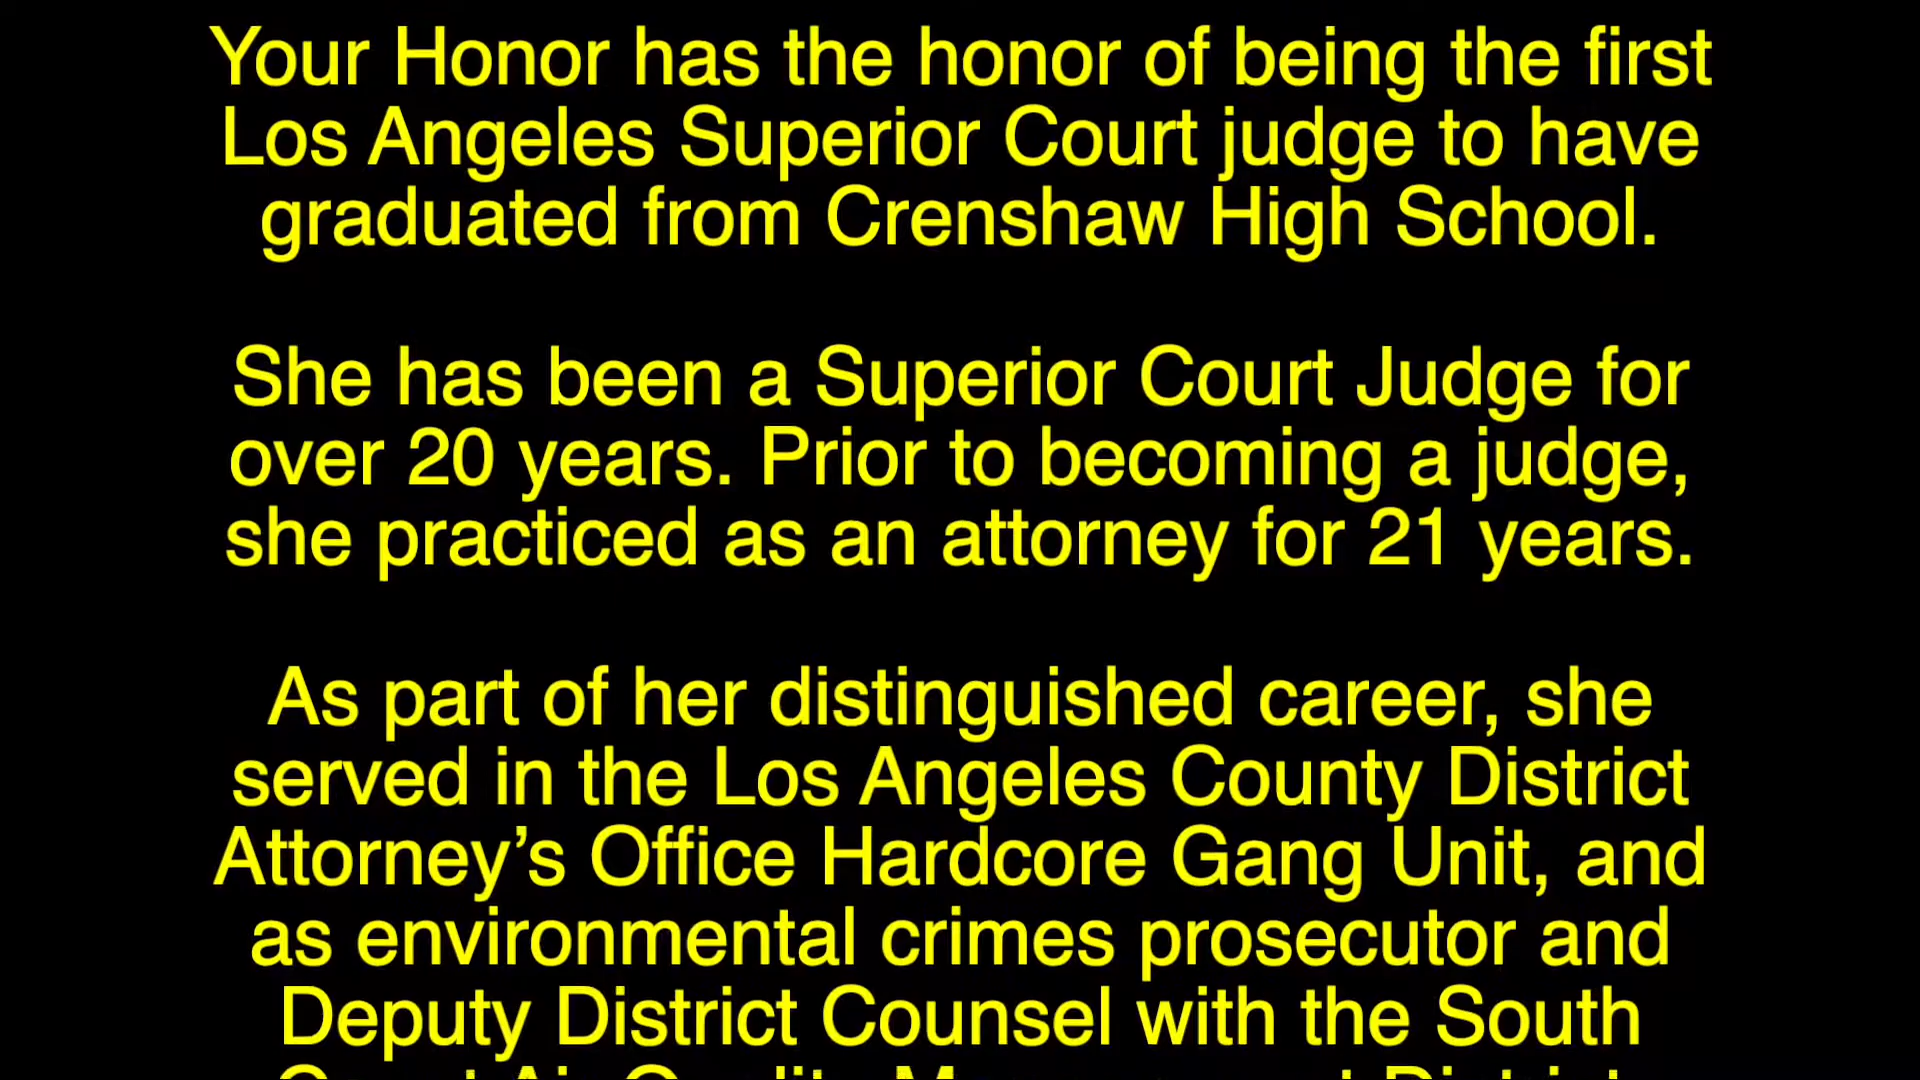 Your Honor has the honor of being the first
Los Angeles Superior Court judge to have
graduated from Crenshaw High School.
She has been a Superior Court Judge for
over 20 years. Prior to becoming a judge,
she practiced as an attorney for 21 years.
As part of her distinguished career, she
served in the Los Angeles County District
Attorney’s Office Hardcore Gang Unit, and
as environmental crimes prosecutor and
Deputy District Counsel with the South